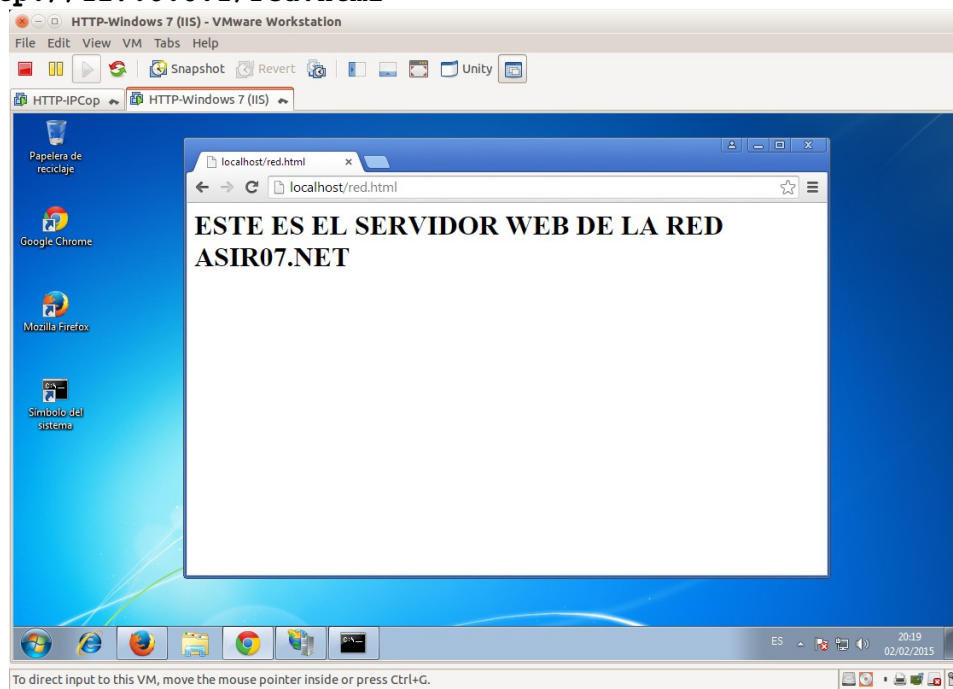 HTTP-Windows 7 (IIS) - VMware Workstation
File Edit View VM Tabs Help
Snapshot Revert Unity
HTTP-IPCop HTTP-Windows 7 (IIS)
Papelera de
reciclaje
localhost/red.html
localhost/red.html
ESTE ES EL SERVIDOR WEB DE LA RED
ASIR07.NET
Google Chrome
Mozilla Firefox
Símbolo del
sistema
ES
20:19
02/02/2015
To direct input to this VM, move the mouse pointer inside or press Ctrl+G.